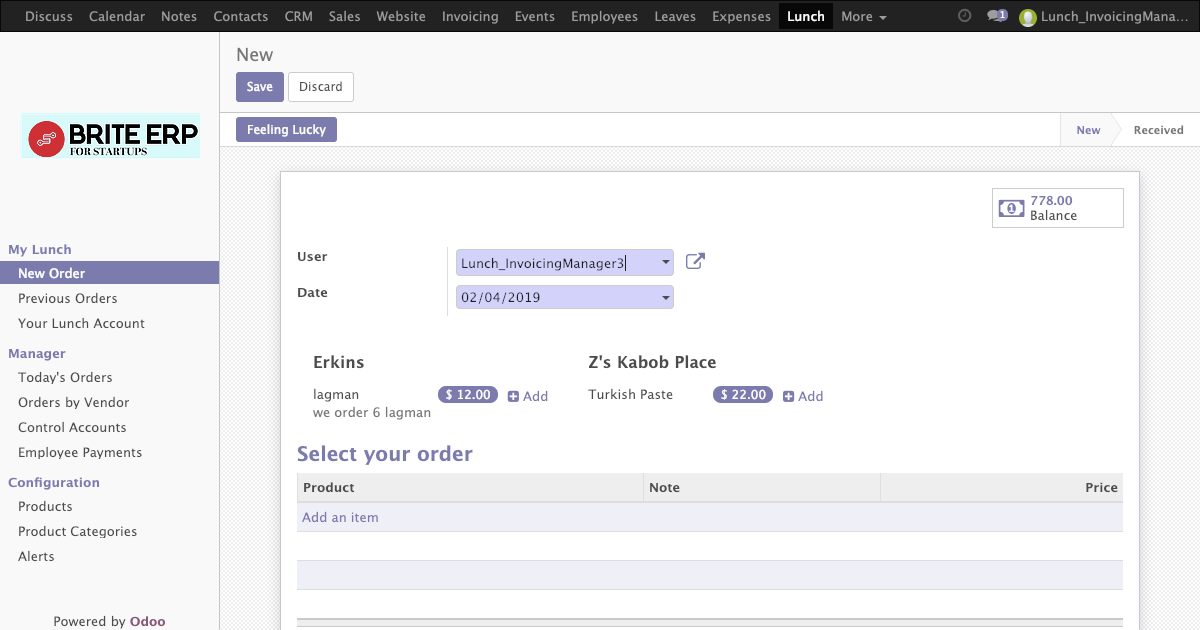 Discuss Calendar Notes Contacts CRM Sales Website Invoicing Events Employees Leaves Expenses Lunch More 1 Lunch_InvoicingMana...
New
Save Discard
BRITE ERP
FOR STARTUPS
Feeling Lucky New Received
My Lunch
New Order
Previous Orders
Your Lunch Account
Manager
Today's Orders
Orders by Vendor
Control Accounts
Employee Payments
Configuration
Products
Product Categories
Alerts
Powered by Odoo
778.00
Balance
User Lunch_InvoicingManager3
Date 02/04/2019
Erkins Z's Kabob Place
lagman $ 12.00 Add Turkish Paste $ 22.00 Add
we order 6 lagman
Select your order
Product Note Price
Add an item